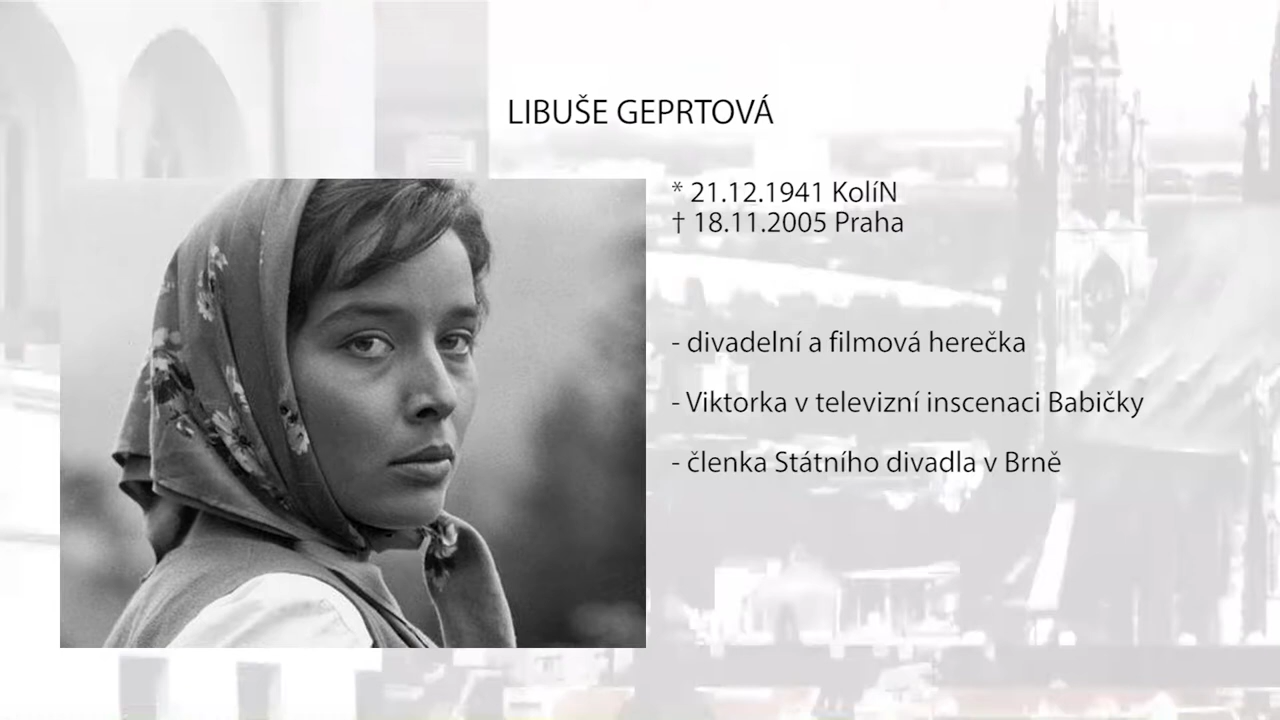 LIBUŠE GEPRTOVÁ
* 21.12.1941 KolíN
† 18.11.2005 Praha
- divadelní a filmová herečka
- Viktorka v televizní inscenaci Babičky
- členka Státního divadla v Brně